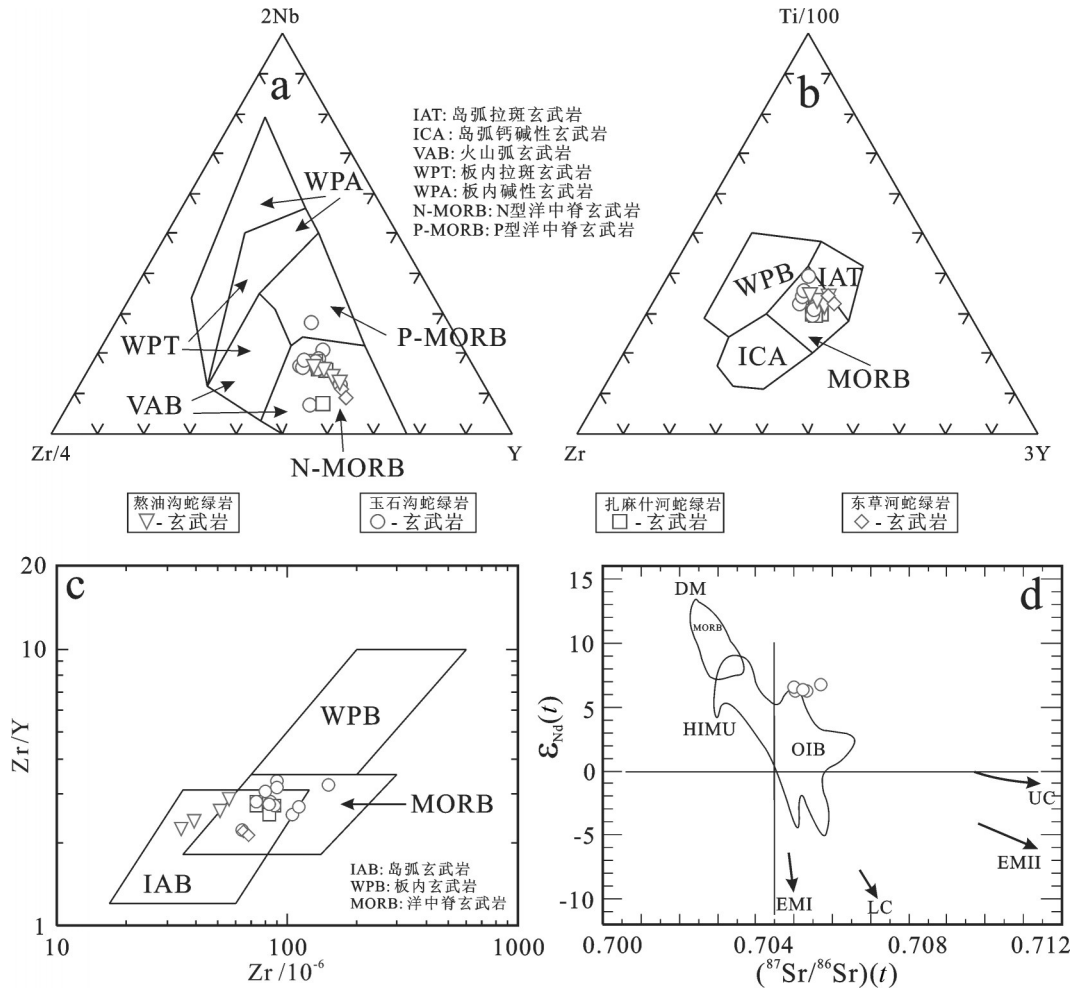 2Nb
a
WPA
WPT
VAB
P-MORB
N-MORB
Zr/4
Y
IAT: 岛弧拉斑玄武岩
ICA: 岛弧钙碱性玄武岩
VAB: 火山弧玄武岩
WPT: 板内拉斑玄武岩
WPA: 板内碱性玄武岩
N-MORB: N型洋中脊玄武岩
P-MORB: P型洋中脊玄武岩
Ti/100
b
WPB
IAT
ICA
MORB
Zr
3Y
熬油沟蛇绿岩
- 玄武岩
玉石沟蛇绿岩
- 玄武岩
扎麻什河蛇绿岩
- 玄武岩
东草河蛇绿岩
- 玄武岩
c
20
10
1
Zr/Y
WPB
MORB
IAB
IAB: 岛弧玄武岩
WPB: 板内玄武岩
MORB: 洋中脊玄武岩
10
100
1000
Zr /10⁻⁶
d
15
10
5
0
-5
-10
εNd(t)
DM
MORB
HIMU
OIB
UC
EMII
EMI
LC
0.700
0.704
0.708
0.712
(⁸⁷Sr/⁸⁶Sr)(t)